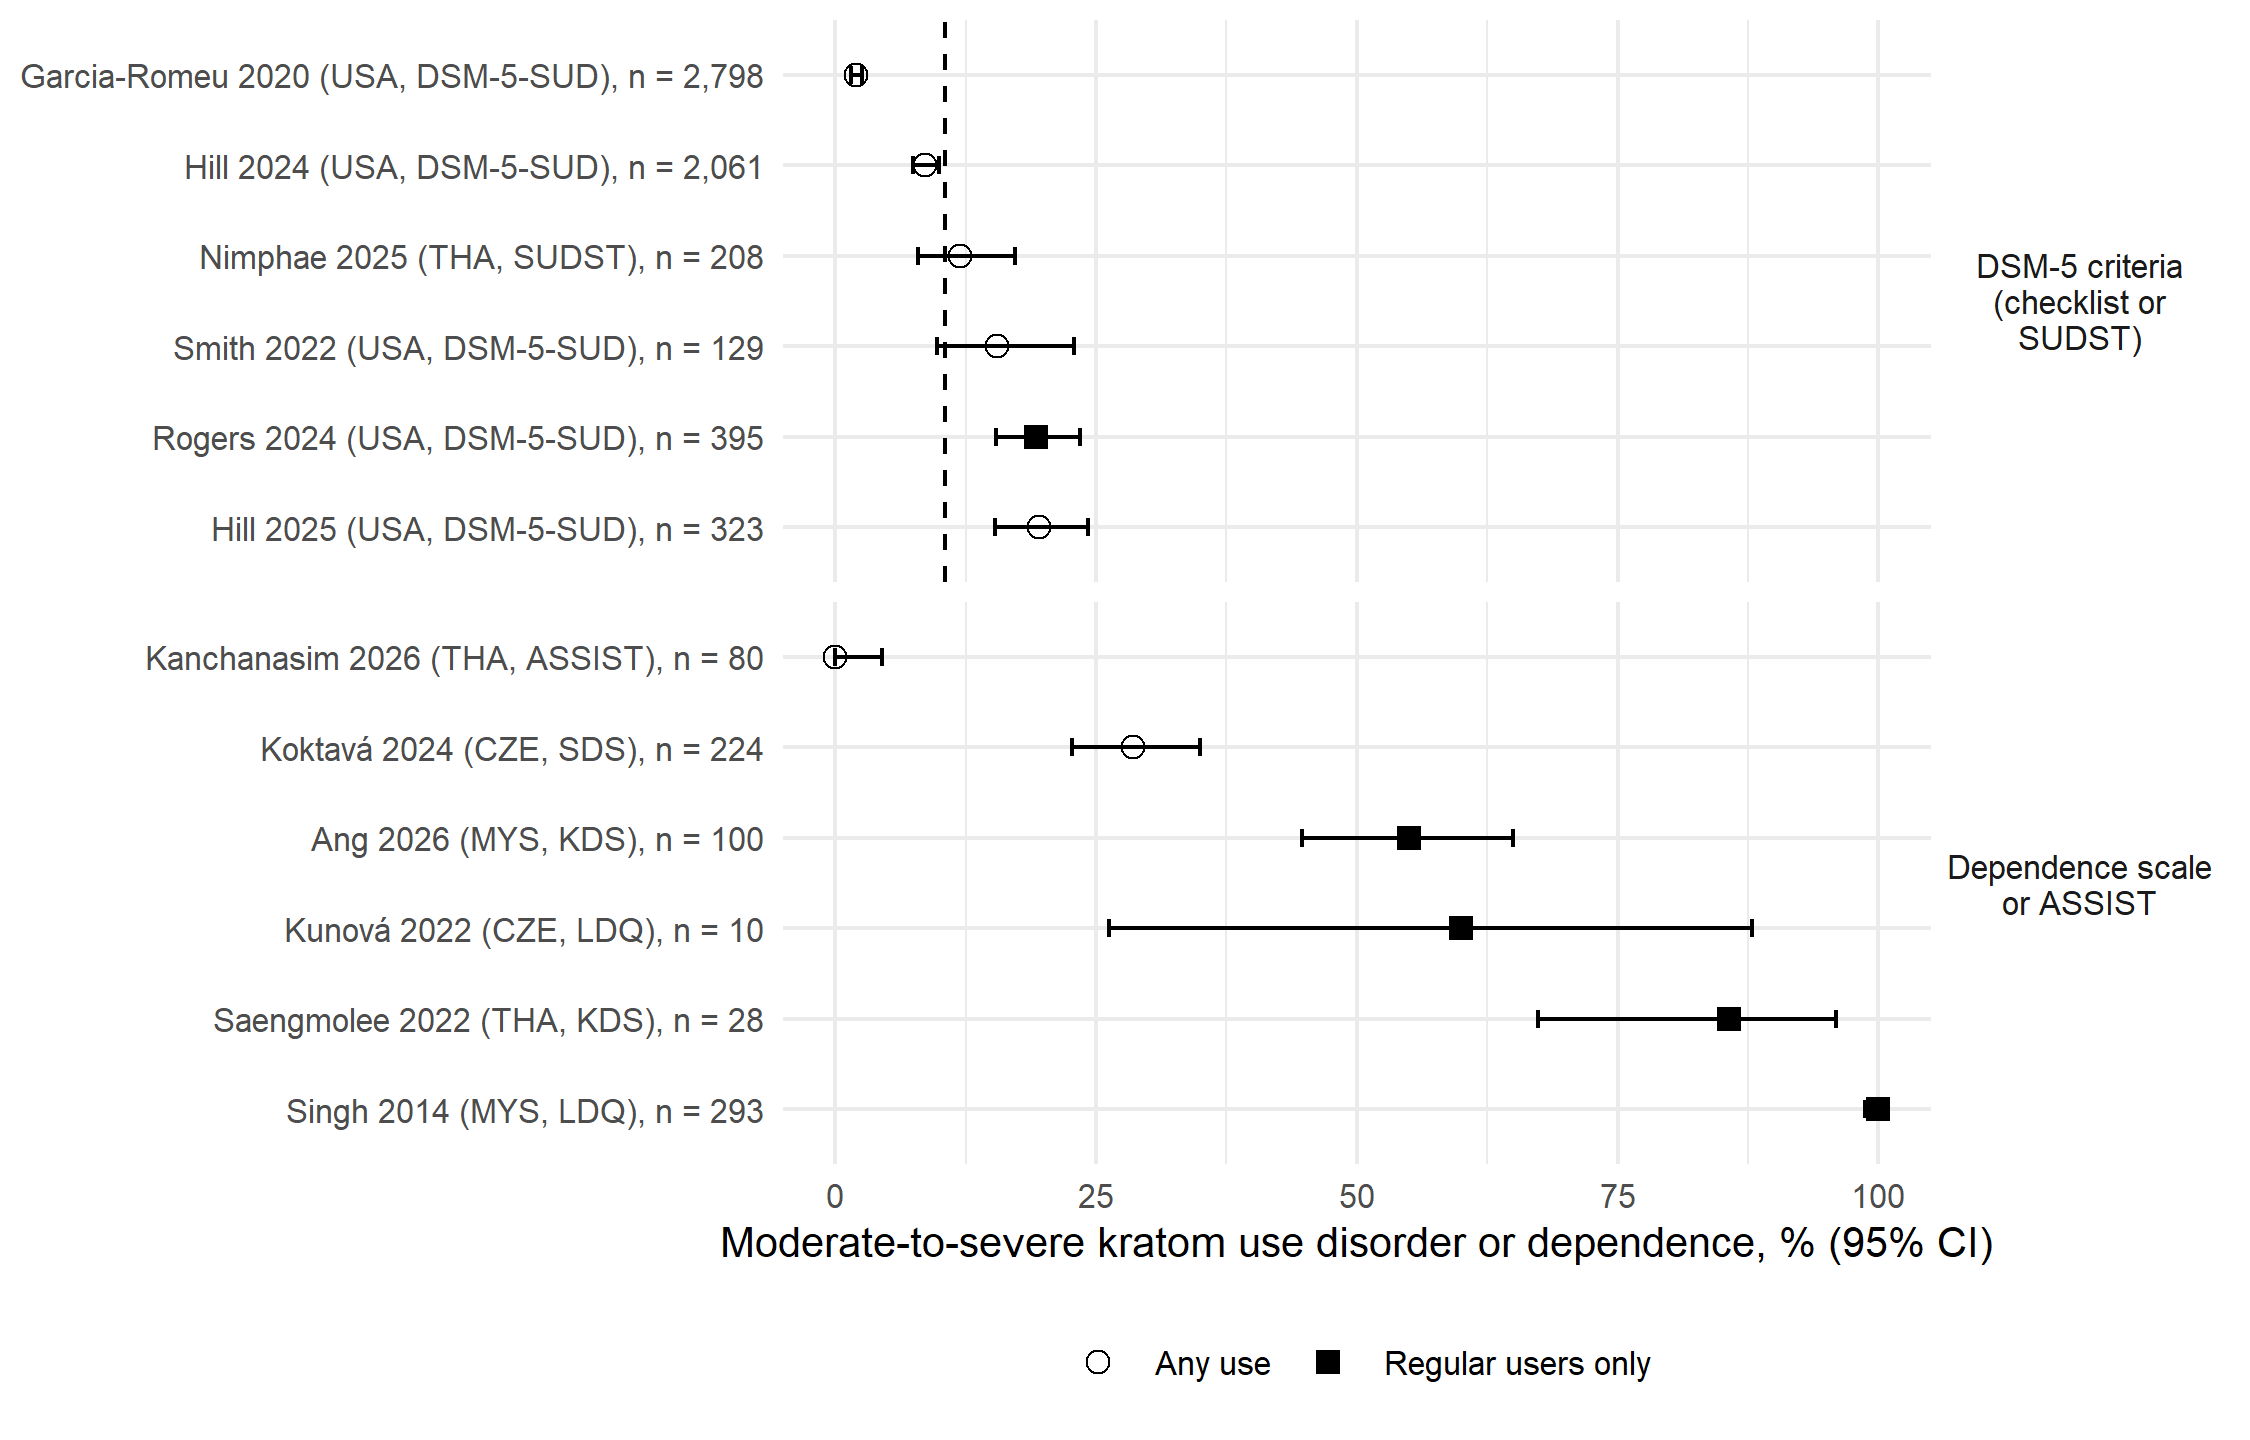 Garcia-Romeu 2020 (USA, DSM-5-SUD), n = 2,798
Hill 2024 (USA, DSM-5-SUD), n = 2,061
Nimphae 2025 (THA, SUDST), n = 208
Smith 2022 (USA, DSM-5-SUD), n = 129
Rogers 2024 (USA, DSM-5-SUD), n = 395
Hill 2025 (USA, DSM-5-SUD), n = 323
DSM-5 criteria
(checklist or
SUDST)
Kanchanasim 2026 (THA, ASSIST), n = 80
Koktavá 2024 (CZE, SDS), n = 224
Ang 2026 (MYS, KDS), n = 100
Kunová 2022 (CZE, LDQ), n = 10
Saengmolee 2022 (THA, KDS), n = 28
Singh 2014 (MYS, LDQ), n = 293
Dependence scale
or ASSIST
0 25 50 75 100
Moderate-to-severe kratom use disorder or dependence, % (95% CI)
Any use Regular users only